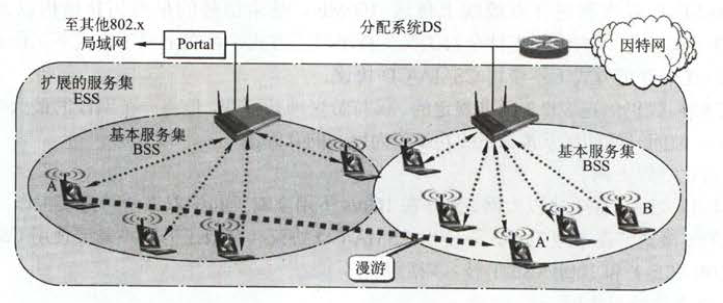 至其他802.x
局域网
Portal
分配系统DS
因特网
扩展的服务集
ESS
基本服务集
BSS
基本服务集
BSS
A
B
A'
漫游